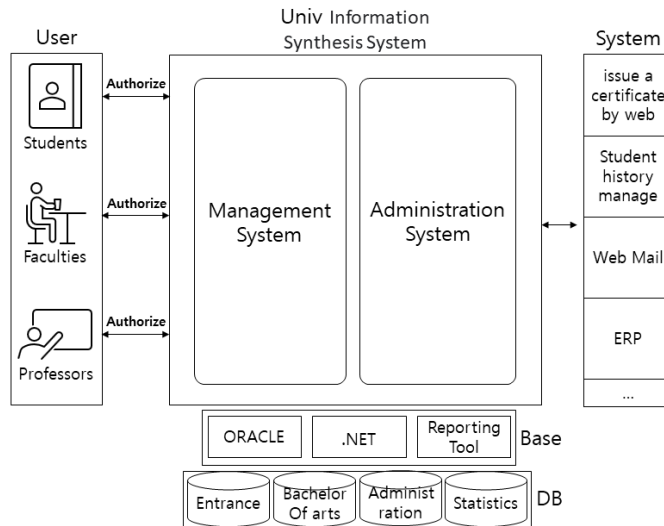 Univ Information
Synthesis System
User
System
Authorize
Students
Authorize
Faculties
Authorize
Professors
Management
System
Administration
System
issue a
certificate
by web
Student
history
manage
Web Mail
ERP
...
ORACLE
.NET
Reporting
Tool
Base
Entrance
Bachelor
Of arts
Administ
ration
Statistics
DB